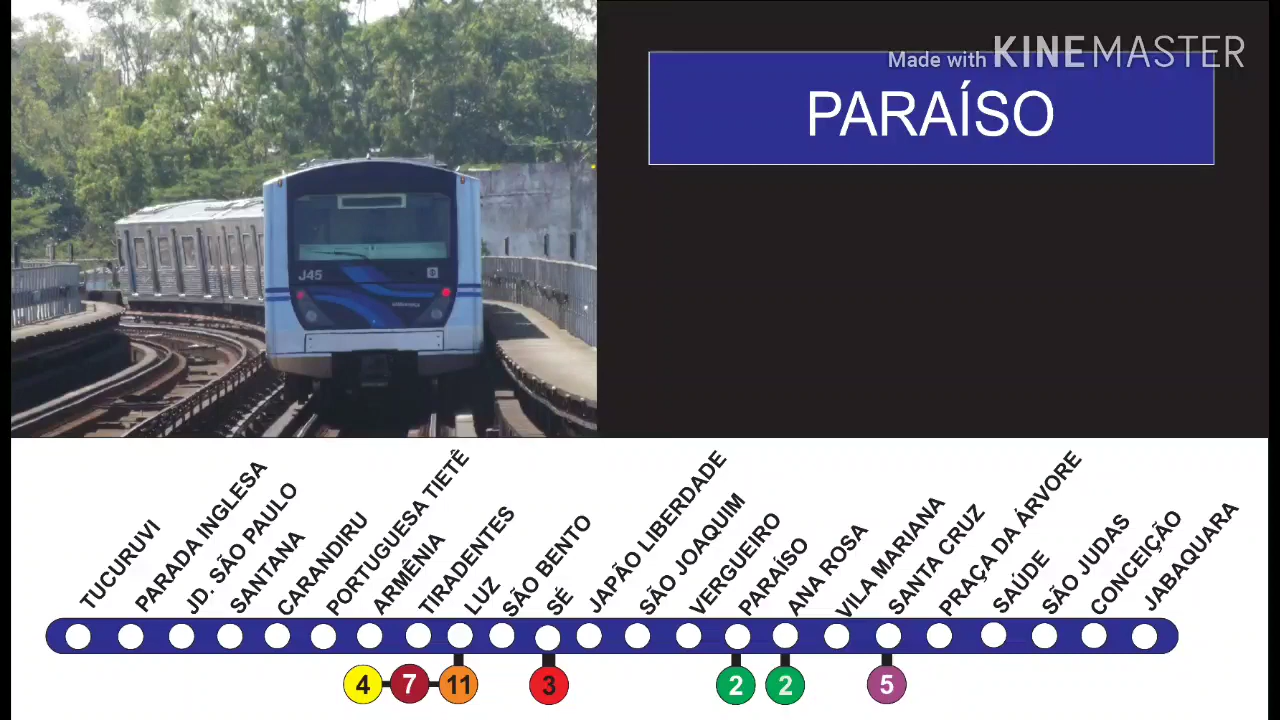 Made with KINEMASTER
PARAÍSO
J45
TUCURUVI
PARADA INGLESA
JD. SÃO PAULO
SANTANA
CARANDIRU
PORTUGUESA TIETÊ
ARMÊNIA
TIRADENTES
LUZ
SÃO BENTO
SÉ
JAPÃO LIBERDADE
SÃO JOAQUIM
VERGUEIRO
PARAÍSO
ANA ROSA
VILA MARIANA
SANTA CRUZ
PRAÇA DA ÁRVORE
SAÚDE
SÃO JUDAS
CONCEIÇÃO
JABAQUARA
4 7 11 3 2 2 5